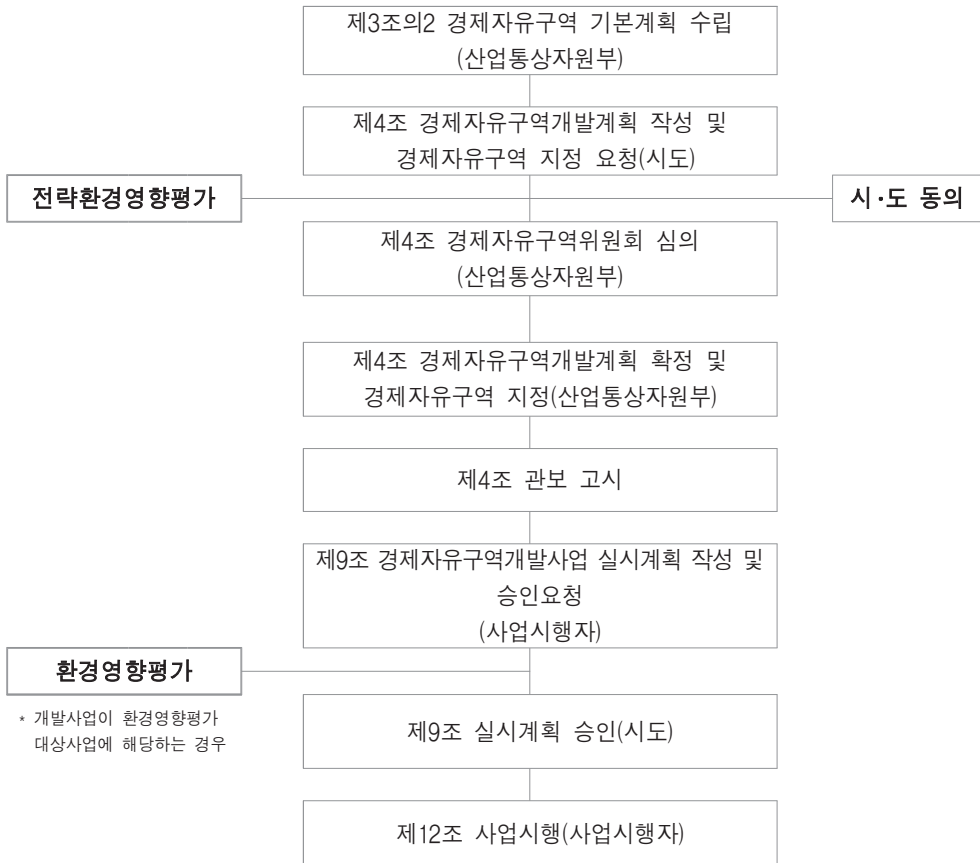 제3조의2 경제자유구역 기본계획 수립
(산업통상자원부)
제4조 경제자유구역개발계획 작성 및
경제자유구역 지정 요청(시도)
전략환경영향평가
시·도 동의
제4조 경제자유구역위원회 심의
(산업통상자원부)
제4조 경제자유구역개발계획 확정 및
경제자유구역 지정(산업통상자원부)
제4조 관보 고시
제9조 경제자유구역개발사업 실시계획 작성 및
승인요청
(사업시행자)
환경영향평가
* 개발사업이 환경영향평가
대상사업에 해당하는 경우
제9조 실시계획 승인(시도)
제12조 사업시행(사업시행자)